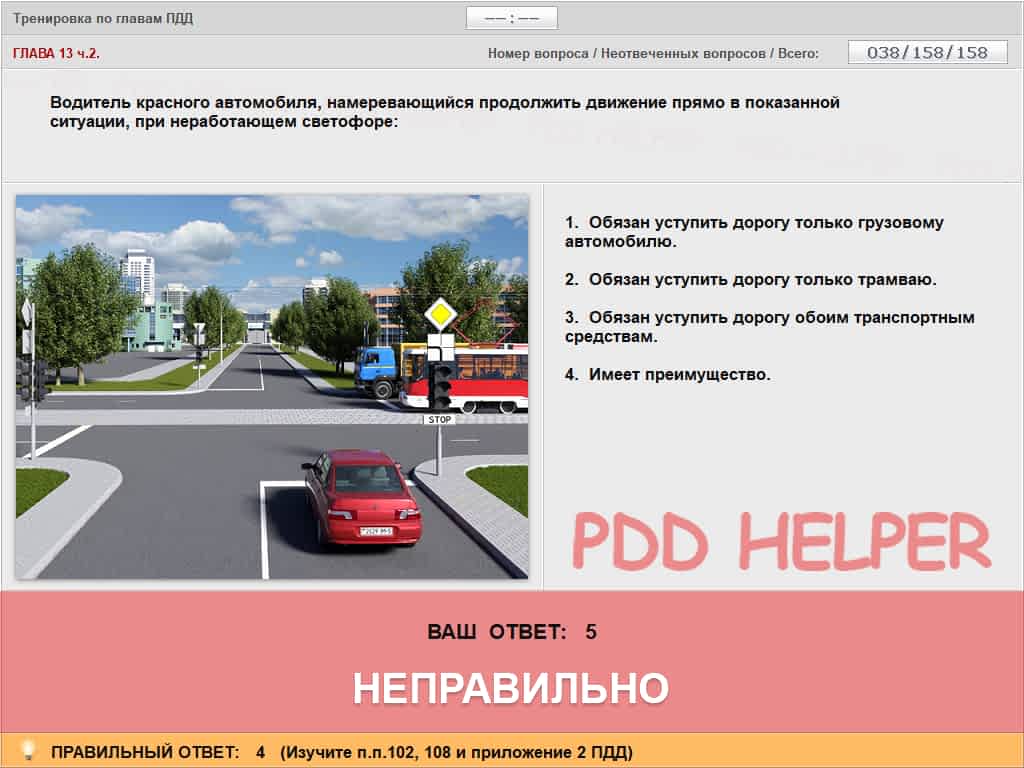 Тренировка по главам ПДД
––:––
ГЛАВА 13 ч.2.
Номер вопроса / Неотвеченных вопросов / Всего:
038/158/158
Водитель красного автомобиля, намеревающийся продолжить движение прямо в показанной
ситуации, при неработающем светофоре:
1. Обязан уступить дорогу только грузовому
автомобилю.
2. Обязан уступить дорогу только трамваю.
3. Обязан уступить дорогу обоим транспортным
средствам.
4. Имеет преимущество.
STOP
PDD HELPER
ВАШ ОТВЕТ: 5
НЕПРАВИЛЬНО
ПРАВИЛЬНЫЙ ОТВЕТ: 4 (Изучите п.п.102, 108 и приложение 2 ПДД)